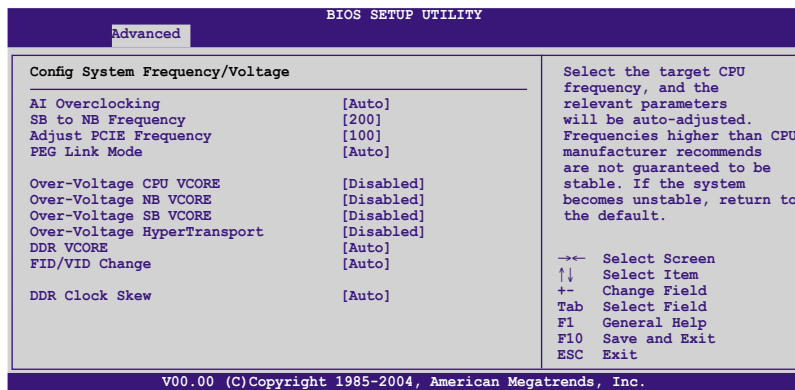 BIOS SETUP UTILITY
Advanced
Config System Frequency/Voltage
AI Overclocking [Auto]
SB to NB Frequency [200]
Adjust PCIE Frequency [100]
PEG Link Mode [Auto]
Over-Voltage CPU VCORE [Disabled]
Over-Voltage NB VCORE [Disabled]
Over-Voltage SB VCORE [Disabled]
Over-Voltage HyperTransport [Disabled]
DDR VCORE [Auto]
FID/VID Change [Auto]
DDR Clock Skew [Auto]
Select the target CPU
frequency, and the
relevant parameters
will be auto-adjusted.
Frequencies higher than CPU
manufacturer recommends
are not guaranteed to be
stable. If the system
becomes unstable, return to
the default.
→← Select Screen
↑↓ Select Item
+- Change Field
Tab Select Field
F1 General Help
F10 Save and Exit
ESC Exit
V00.00 (C)Copyright 1985-2004, American Megatrends, Inc.